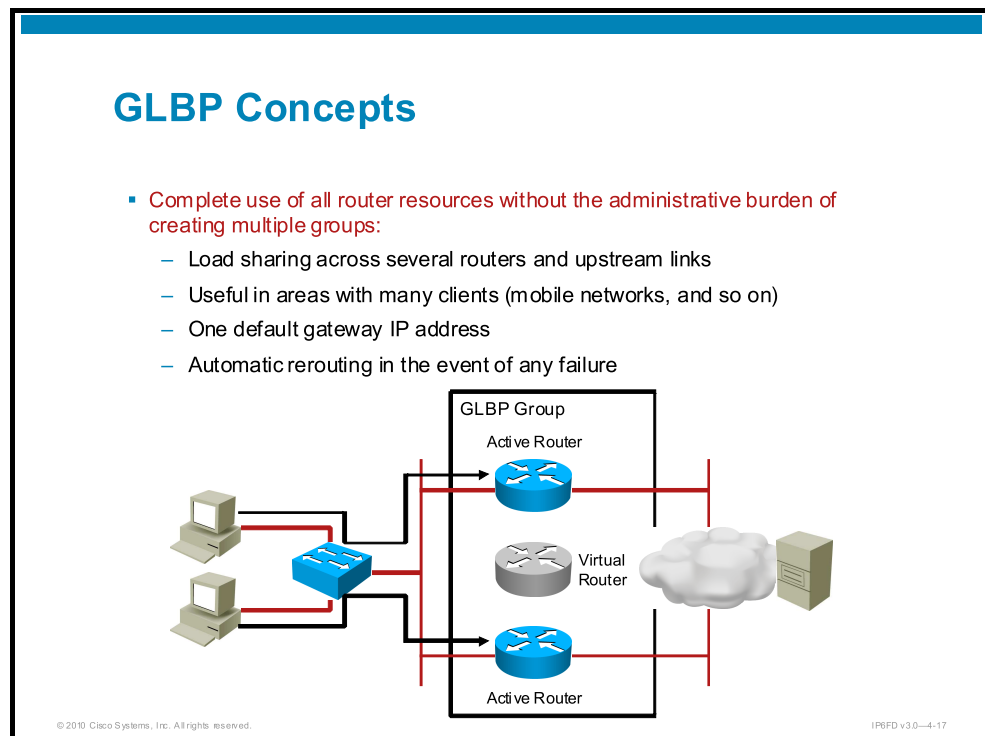 GLBP Concepts
▪ Complete use of all router resources without the administrative burden of
creating multiple groups:
– Load sharing across several routers and upstream links
– Useful in areas with many clients (mobile networks, and so on)
– One default gateway IP address
– Automatic rerouting in the event of any failure
GLBP Group
Active Router
Virtual
Router
Active Router
© 2010 Cisco Systems, Inc. All rights reserved.
IP6FD v3.0—4-17